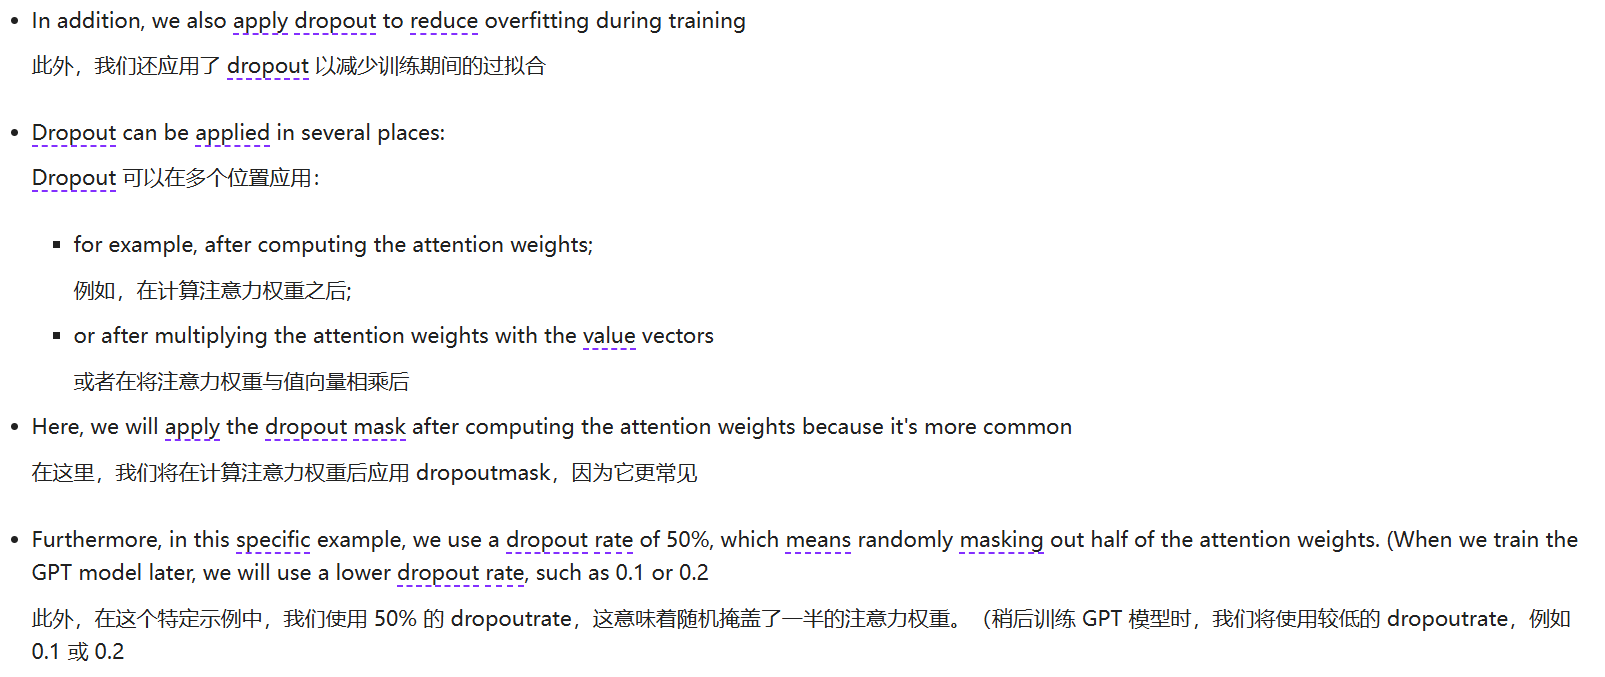 In addition, we also apply dropout to reduce overfitting during training
此外，我们还应用了 dropout 以减少训练期间的过拟合
Dropout can be applied in several places:
Dropout 可以在多个位置应用：
for example, after computing the attention weights;
例如，在计算注意力权重之后;
or after multiplying the attention weights with the value vectors
或者在将注意力权重与值向量相乘后
Here, we will apply the dropout mask after computing the attention weights because it's more common
在这里，我们将在计算注意力权重后应用 dropoutmask，因为它更常见
Furthermore, in this specific example, we use a dropout rate of 50%, which means randomly masking out half of the attention weights. (When we train the
GPT model later, we will use a lower dropout rate, such as 0.1 or 0.2
此外，在这个特定示例中，我们使用 50% 的 dropoutrate，这意味着随机掩盖了一半的注意力权重。（稍后训练 GPT 模型时，我们将使用较低的 dropoutrate，例如
0.1 或 0.2